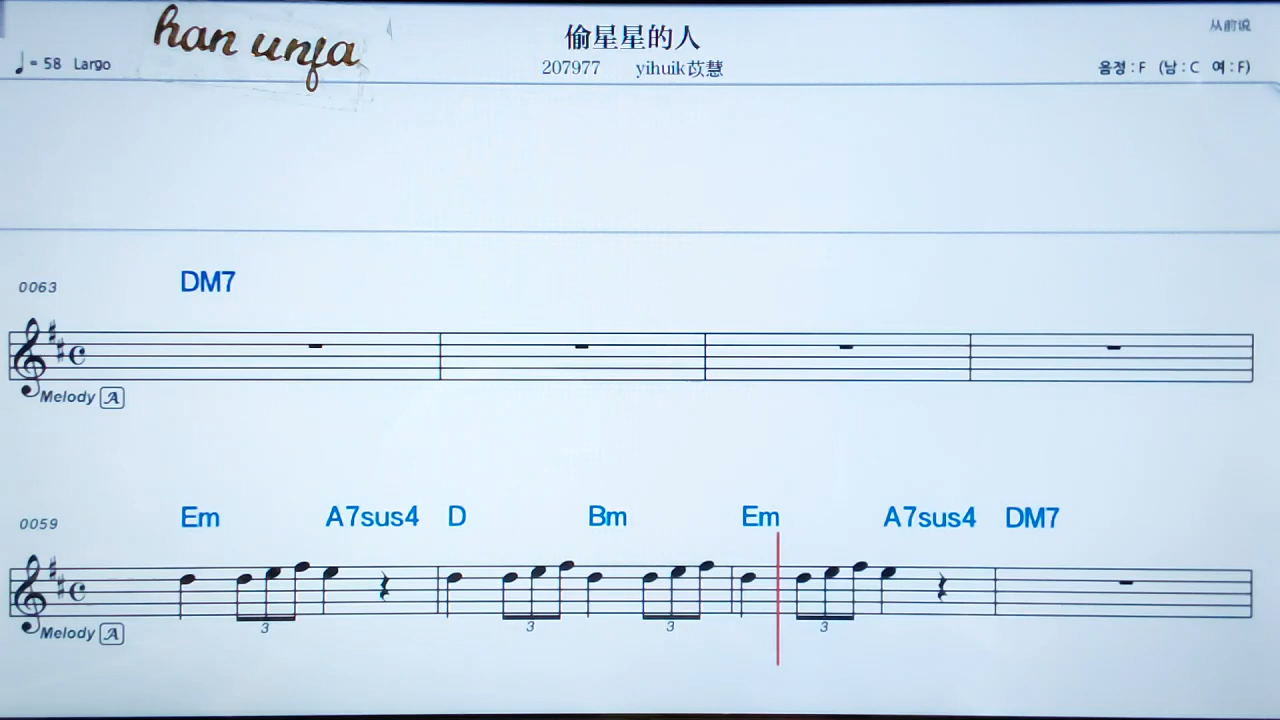 han unfa
偷星星的人
从前说
♩= 58 Largo
207977 yihuik苡慧
음정 : F (남 : C 여 : F)
0063 DM7
Melody A
0059 Em A7sus4 D Bm Em A7sus4 DM7
3 3 3 3
Melody A